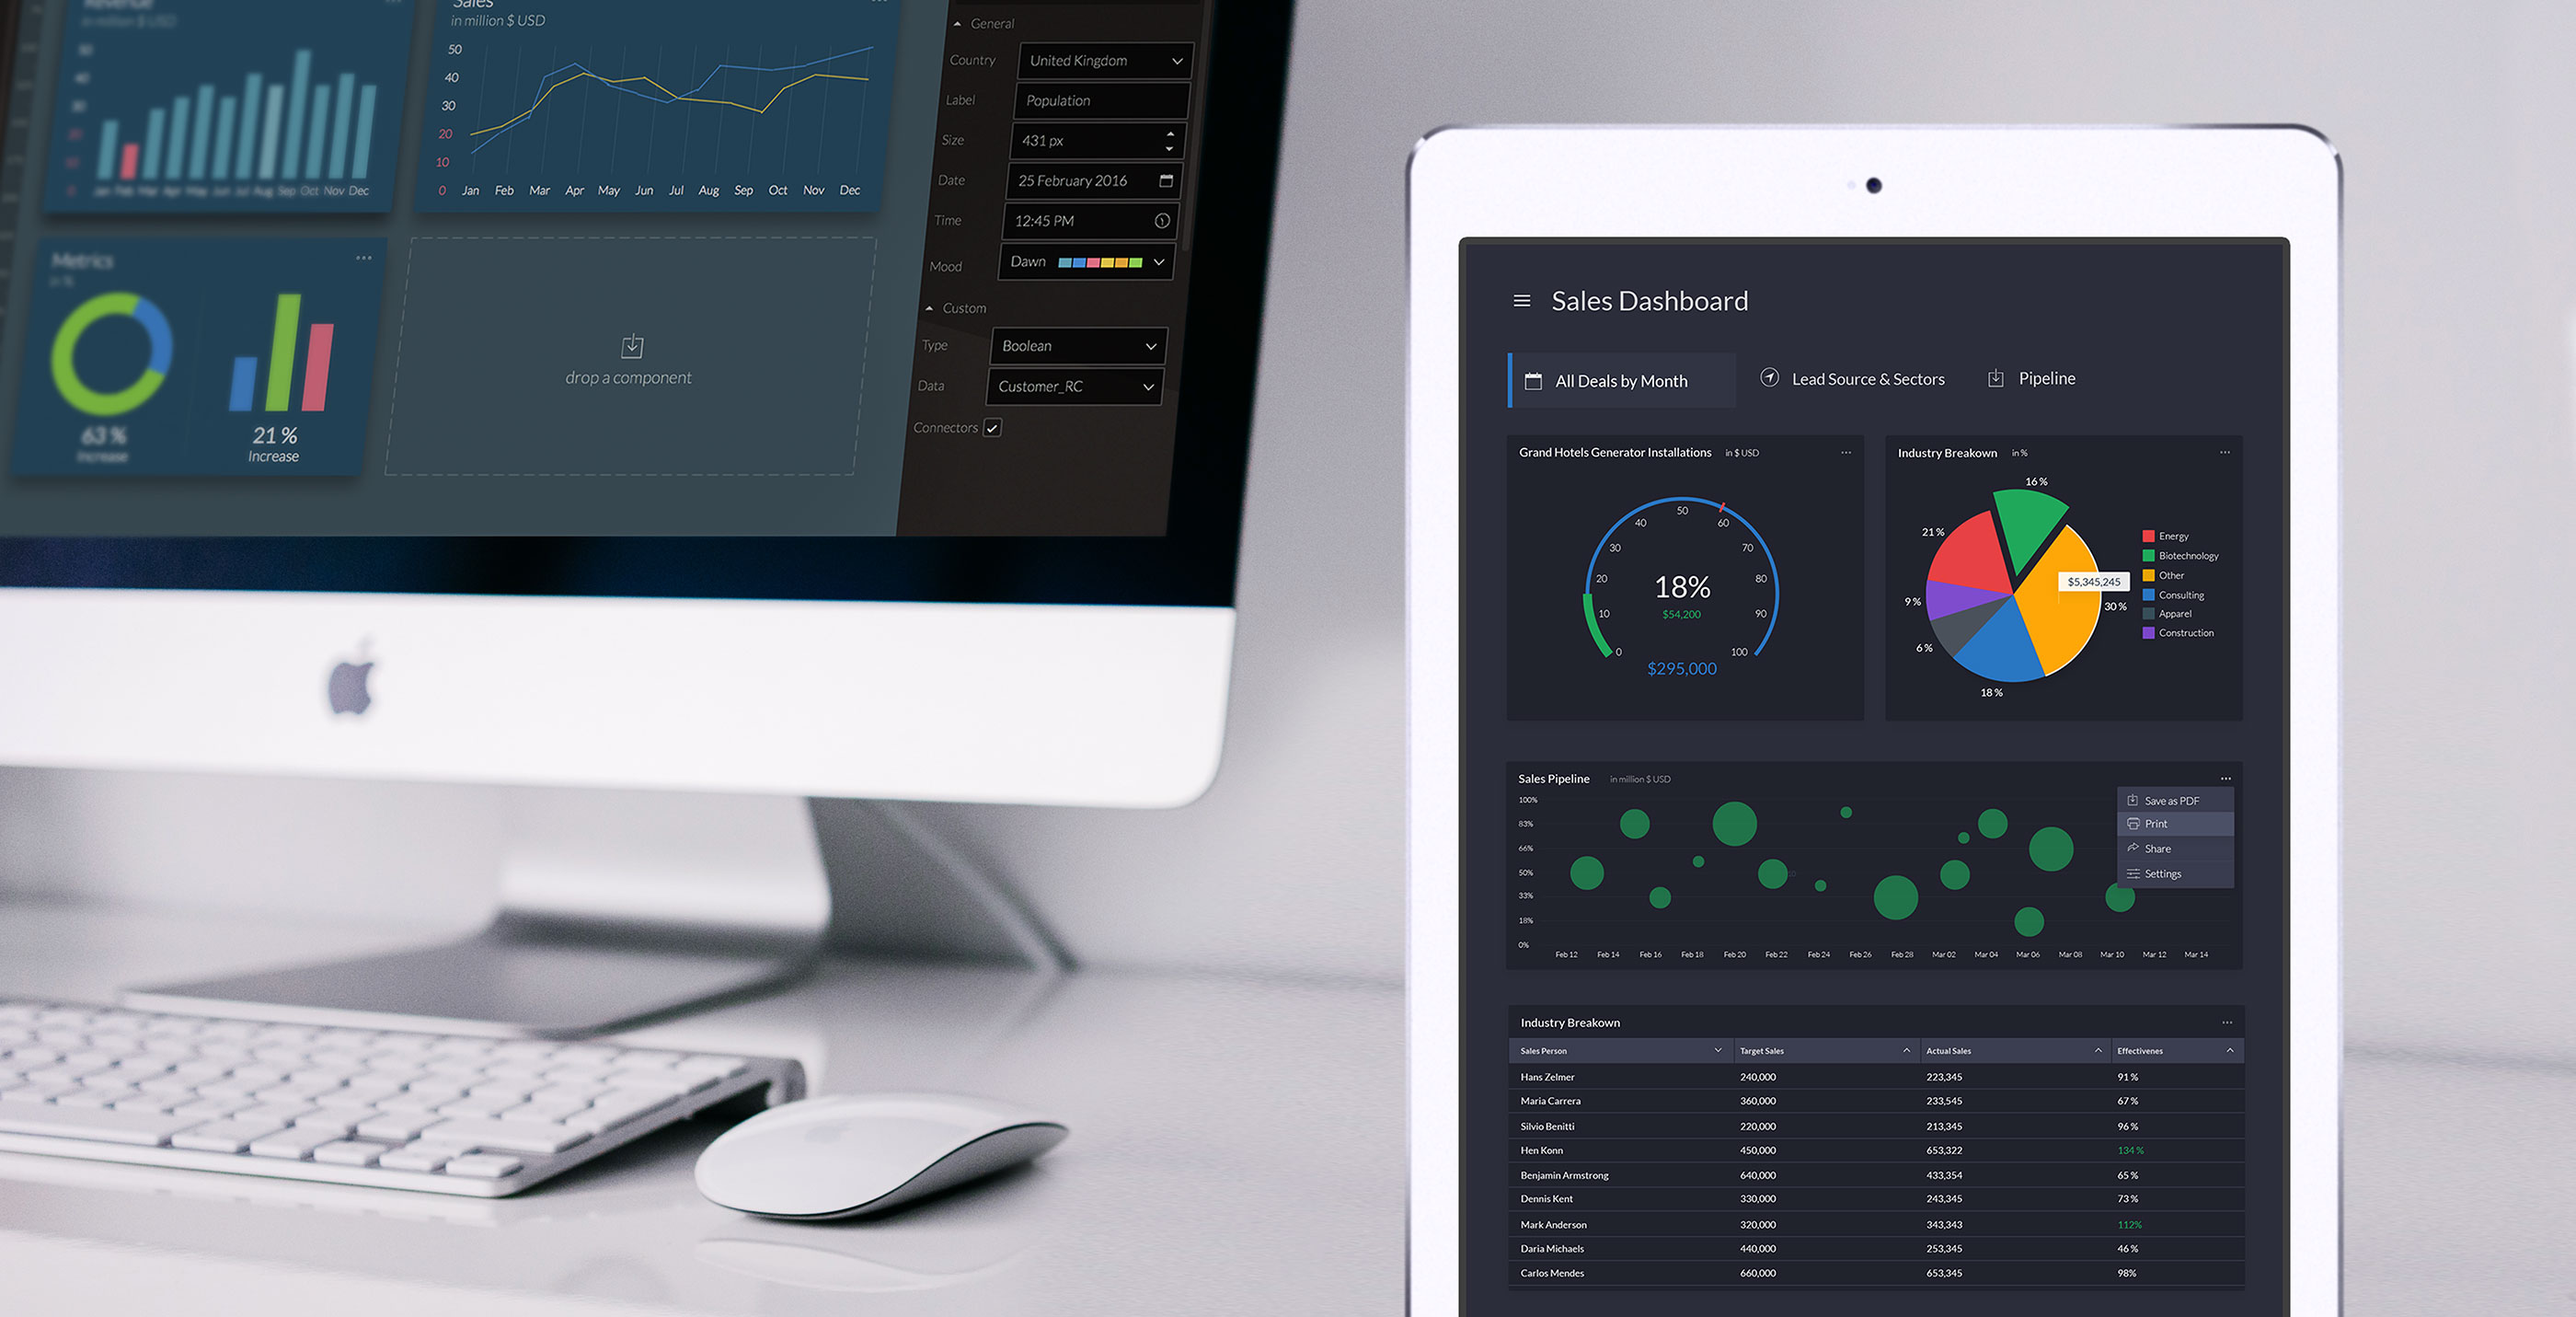 Revenue
in million $ USD
50
40
30
20
10
0
Jan Feb Mar Apr May Jun Jul Aug Sep Oct Nov Dec
Sales
in million $ USD
50
40
30
20
10
0
Jan Feb Mar Apr May Jun Jul Aug Sep Oct Nov Dec
Metrics
in %
63 %
Increase
21 %
Increase
drop a component
General
Country United Kingdom
Label Population
Size 431 px
Date 25 February 2016
Time 12:45 PM
Mood Dawn
Custom
Type Boolean
Data Customer_RC
Connectors
Sales Dashboard
All Deals by Month Lead Source & Sectors Pipeline
Grand Hotels Generator Installations in $ USD
0
10
20
30
40
50
60
70
80
90
100
18%
$54,200
$295,000
Industry Breakown in %
16 %
21 %
9 %
6 %
18 %
30 %
$5,345,245
Energy
Biotechnology
Other
Consulting
Apparel
Construction
Sales Pipeline in million $ USD
100%
83%
66%
50%
33%
18%
0%
Feb 12 Feb 14 Feb 16 Feb 18 Feb 20 Feb 22 Feb 24 Feb 26 Feb 28 Mar 02 Mar 04 Mar 06 Mar 08 Mar 10 Mar 12 Mar 14
Save as PDF
Print
Share
Settings
Industry Breakown
Sales Person Target Sales Actual Sales Effectivenes
Hans Zelmer 240,000 223,345 91 %
Maria Carrera 360,000 233,545 67 %
Silvio Benitti 220,000 213,345 96 %
Hen Konn 450,000 653,322 134 %
Benjamin Armstrong 640,000 433,354 65 %
Dennis Kent 330,000 243,345 73 %
Mark Anderson 320,000 343,343 112%
Daria Michaels 440,000 253,345 46 %
Carlos Mendes 660,000 653,345 98%